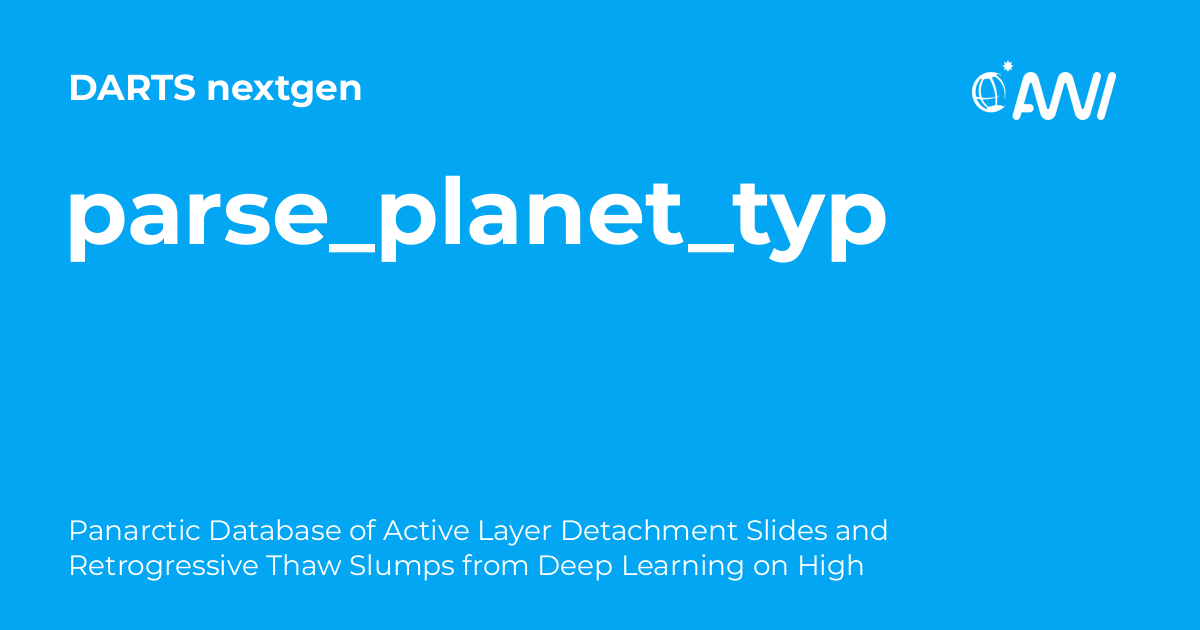 DARTS nextgen
AWI
parse_planet_typ
Panarctic Database of Active Layer Detachment Slides and
Retrogressive Thaw Slumps from Deep Learning on High